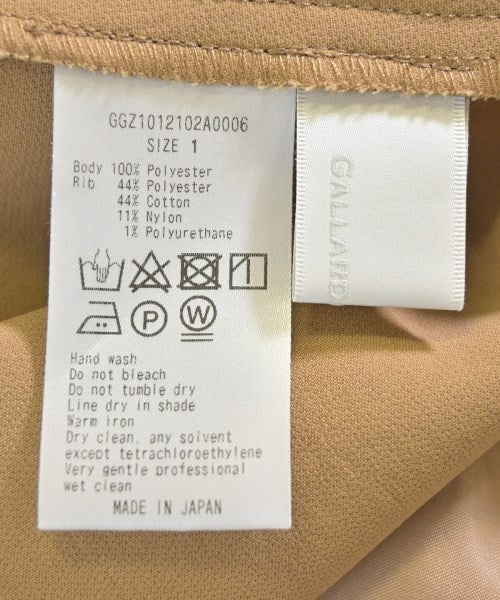 GGZ1012102A0006
SIZE 1
Body 100% Polyester
Rib 44% Polyester
44% Cotton
11% Nylon
1% Polyurethane
P
W
Hand wash
Do not bleach
Do not tumble dry
Line dry in shade
Warm iron
Dry clean, any solvent
except tetrachloroethylene
Very gentle professional
wet clean
MADE IN JAPAN
GALLARD